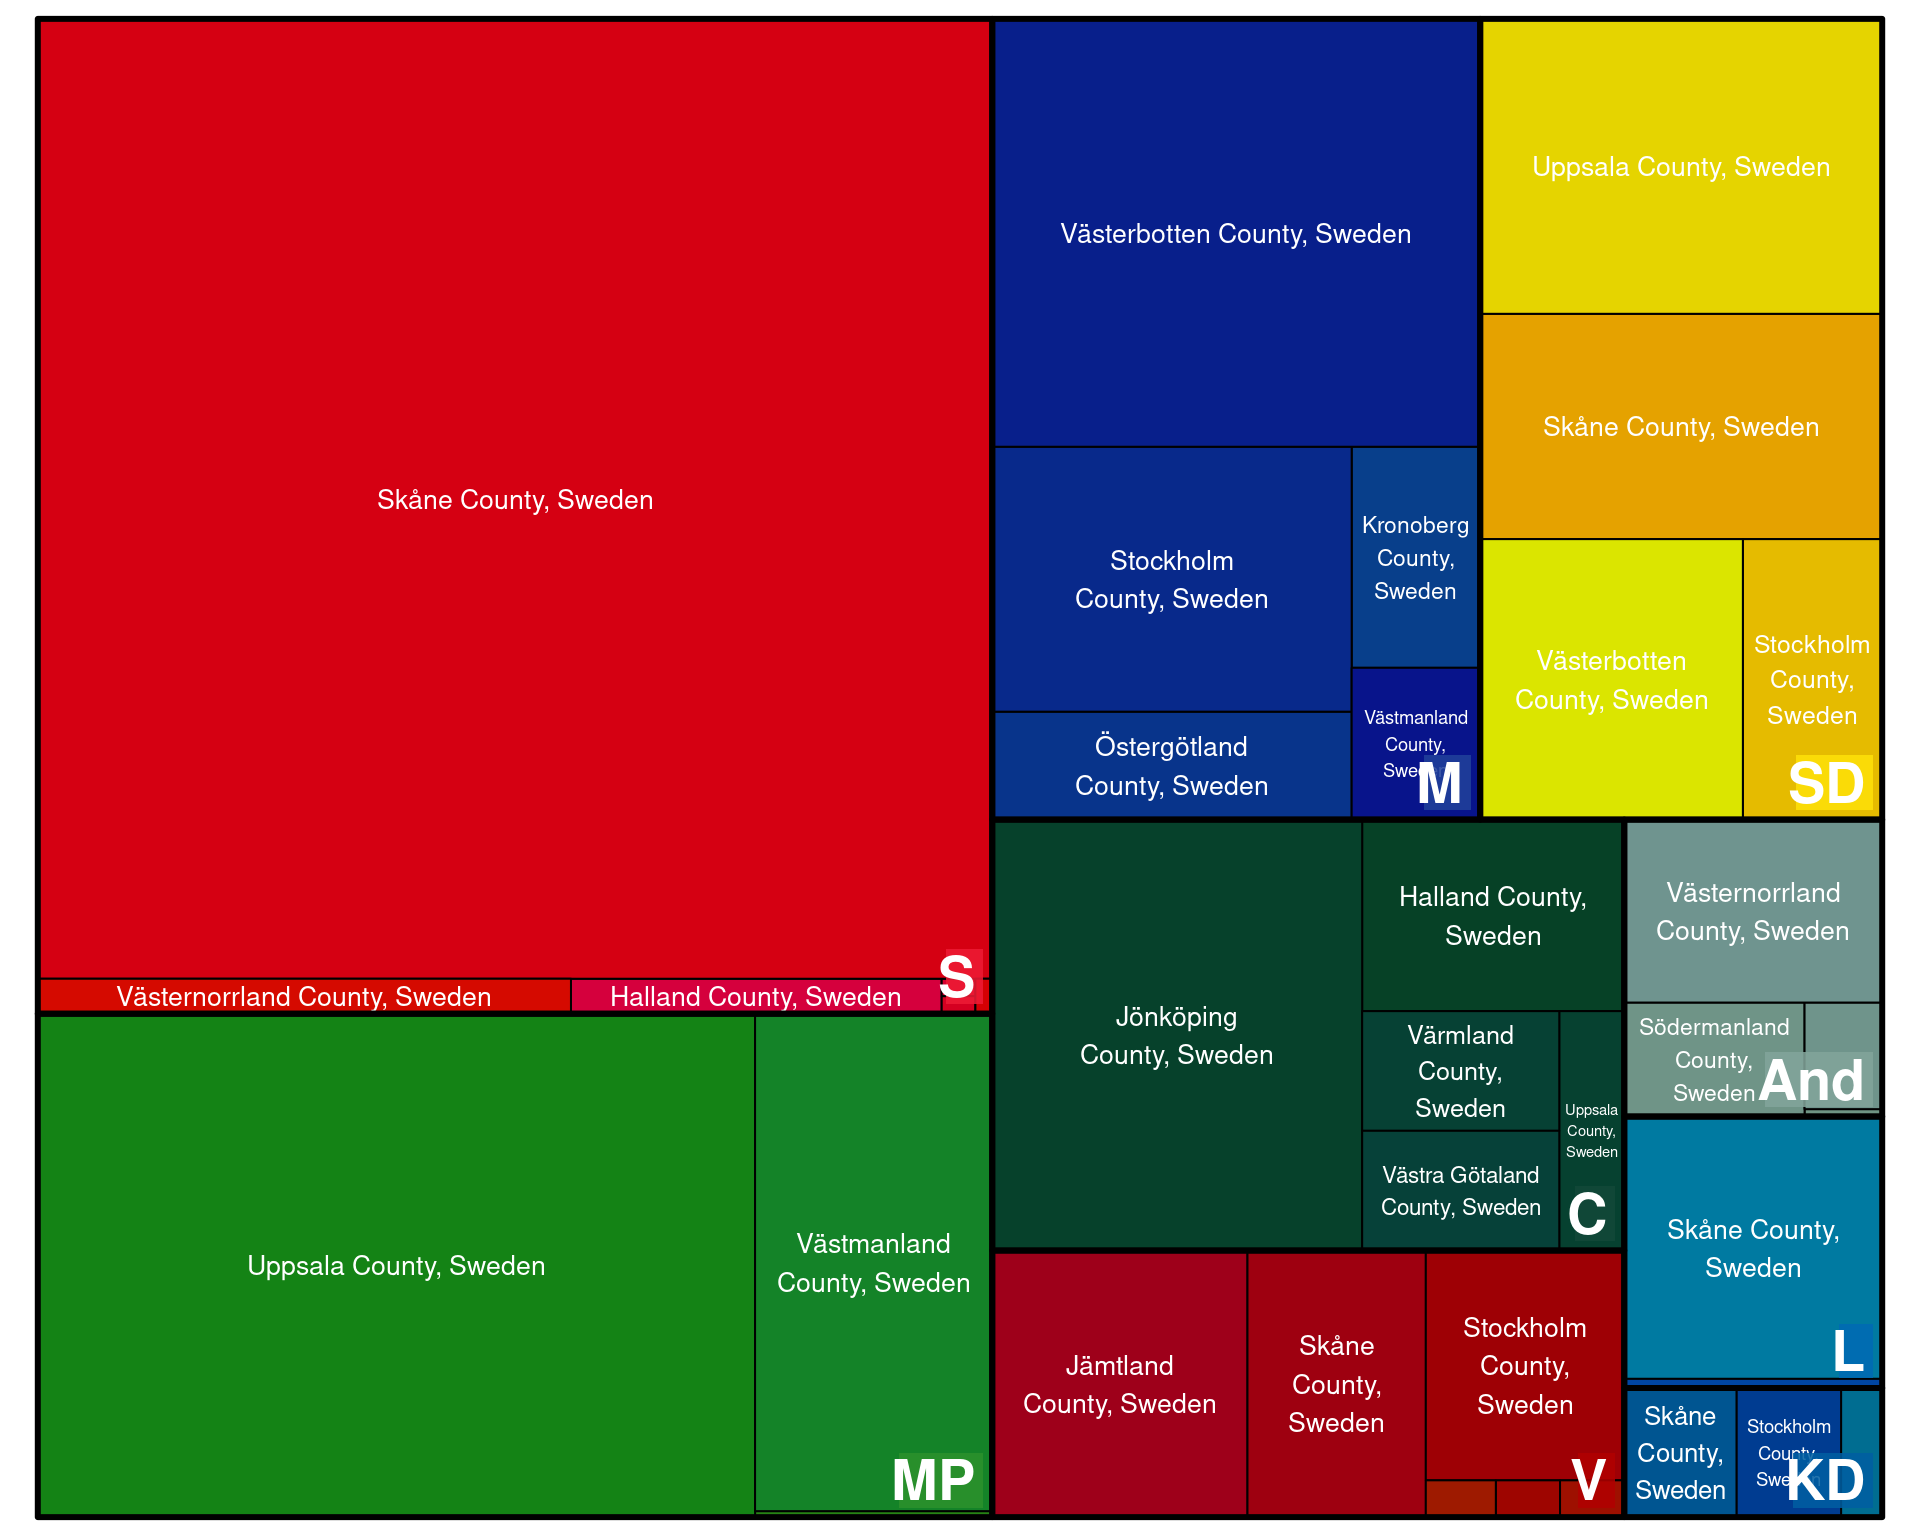 Skåne County, Sweden
Västernorrland County, Sweden
Halland County, Sweden
S
Uppsala County, Sweden
Västmanland
County, Sweden
MP
Västerbotten County, Sweden
Stockholm
County, Sweden
Kronoberg
County,
Sweden
Östergötland
County, Sweden
Västmanland
County,
Sweden
M
Uppsala County, Sweden
Skåne County, Sweden
Västerbotten
County, Sweden
Stockholm
County,
Sweden
SD
Jönköping
County, Sweden
Halland County,
Sweden
Värmland
County,
Sweden
Västra Götaland
County, Sweden
Uppsala
County,
Sweden
C
Västernorrland
County, Sweden
Södermanland
County,
Sweden
And
Skåne County,
Sweden
L
Jämtland
County, Sweden
Skåne
County,
Sweden
Stockholm
County,
Sweden
V
Skåne
County,
Sweden
Stockholm
County,
Sweden
KD